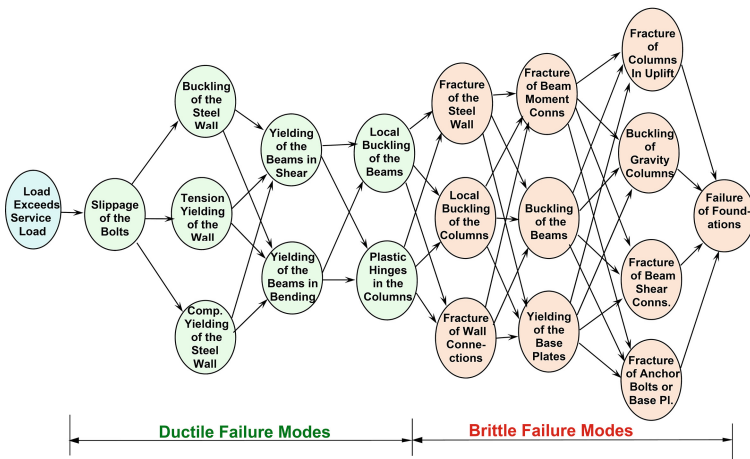 Load
Exceeds
Service
Load
Slippage
of the
Bolts
Buckling
of the
Steel
Wall
Tension
Yielding
of the
Wall
Comp.
Yielding
of the
Steel
Wall
Yielding
of the
Beams in
Shear
Yielding
of the
Beams in
Bending
Local
Buckling
of the
Beams
Plastic
Hinges
in the
Columns
Fracture
of the
Steel
Wall
Local
Buckling
of the
Columns
Fracture
of Wall
Conne-
ctions
Fracture
of Beam
Moment
Conns
Buckling
of the
Beams
Yielding
of the
Base
Plates
Fracture
of
Columns
In Uplift
Buckling
of
Gravity
Columns
Fracture
of Beam
Shear
Conns.
Fracture
of Anchor
Bolts or
Base Pl.
Failure
of Found-
ations
Ductile Failure Modes
Brittle Failure Modes